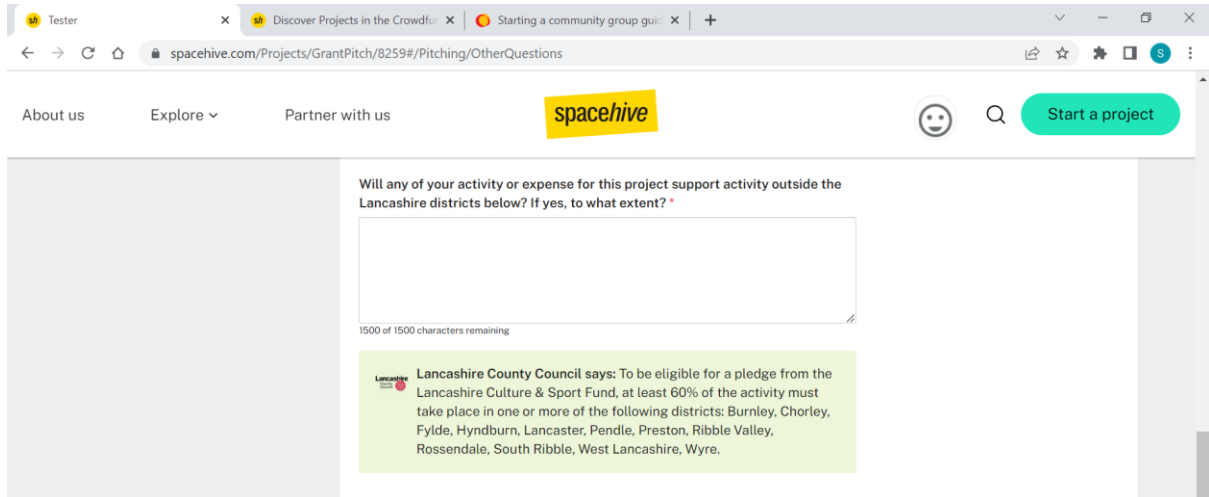 sh Tester
sh Discover Projects in the Crowdfu
Starting a community group guid
spacehive.com/Projects/GrantPitch/8259#/Pitching/OtherQuestions
S
About us
Explore
Partner with us
spacehive
Start a project
Will any of your activity or expense for this project support activity outside the
Lancashire districts below? If yes, to what extent? *
1500 of 1500 characters remaining
Lancashire
County
Council
Lancashire County Council says: To be eligible for a pledge from the
Lancashire Culture & Sport Fund, at least 60% of the activity must
take place in one or more of the following districts: Burnley, Chorley,
Fylde, Hyndburn, Lancaster, Pendle, Preston, Ribble Valley,
Rossendale, South Ribble, West Lancashire, Wyre.